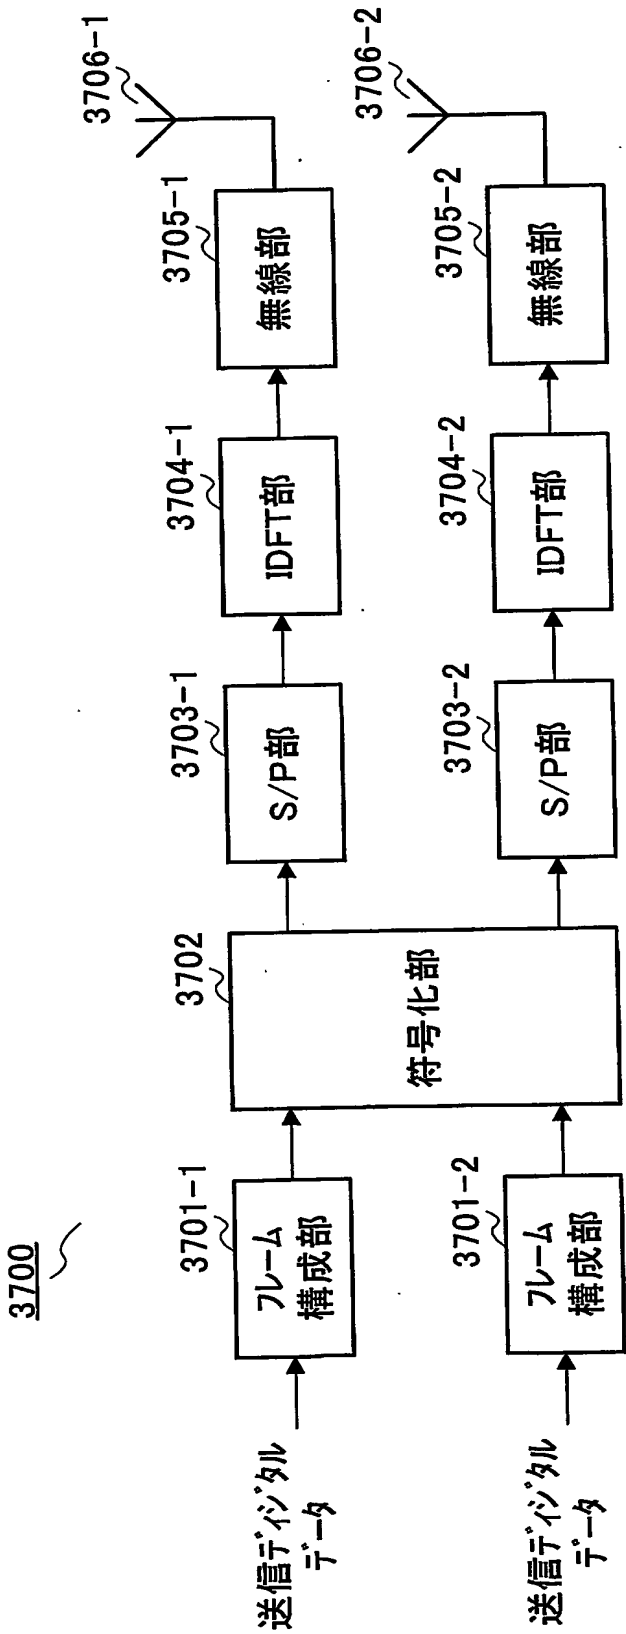 3700
送信ディジタル
データ
フレーム
構成部
3701-1
符号化部
3702
S/P部
3703-1
IDFT部
3704-1
無線部
3705-1
3706-1
送信ディジタル
データ
フレーム
構成部
3701-2
S/P部
3703-2
IDFT部
3704-2
無線部
3705-2
3706-2